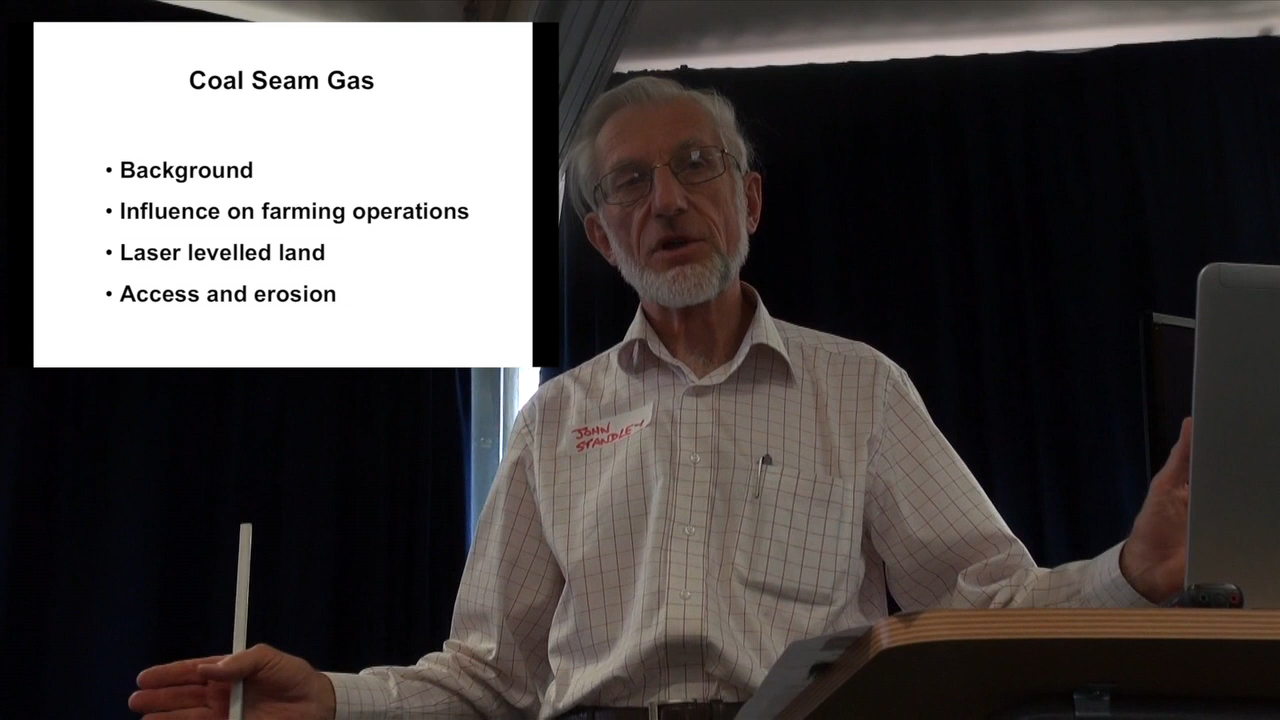 Coal Seam Gas
• Background
• Influence on farming operations
• Laser levelled land
• Access and erosion
JOHN
STANDLEY